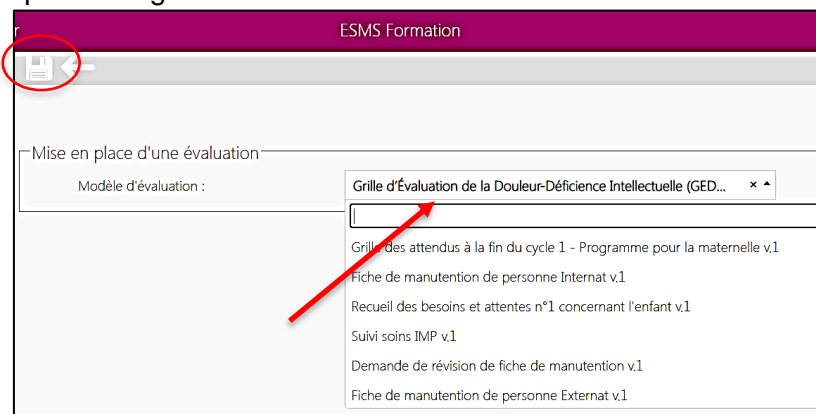 ESMS Formation
Mise en place d'une évaluation
Modèle d'évaluation :
Grille d'Évaluation de la Douleur-Déficience Intellectuelle (GED...
Grille des attendus à la fin du cycle 1 - Programme pour la maternelle v.1
Fiche de manutention de personne Internat v.1
Recueil des besoins et attentes n°1 concernant l'enfant v.1
Suivi soins IMP v.1
Demande de révision de fiche de manutention v.1
Fiche de manutention de personne Externat v.1